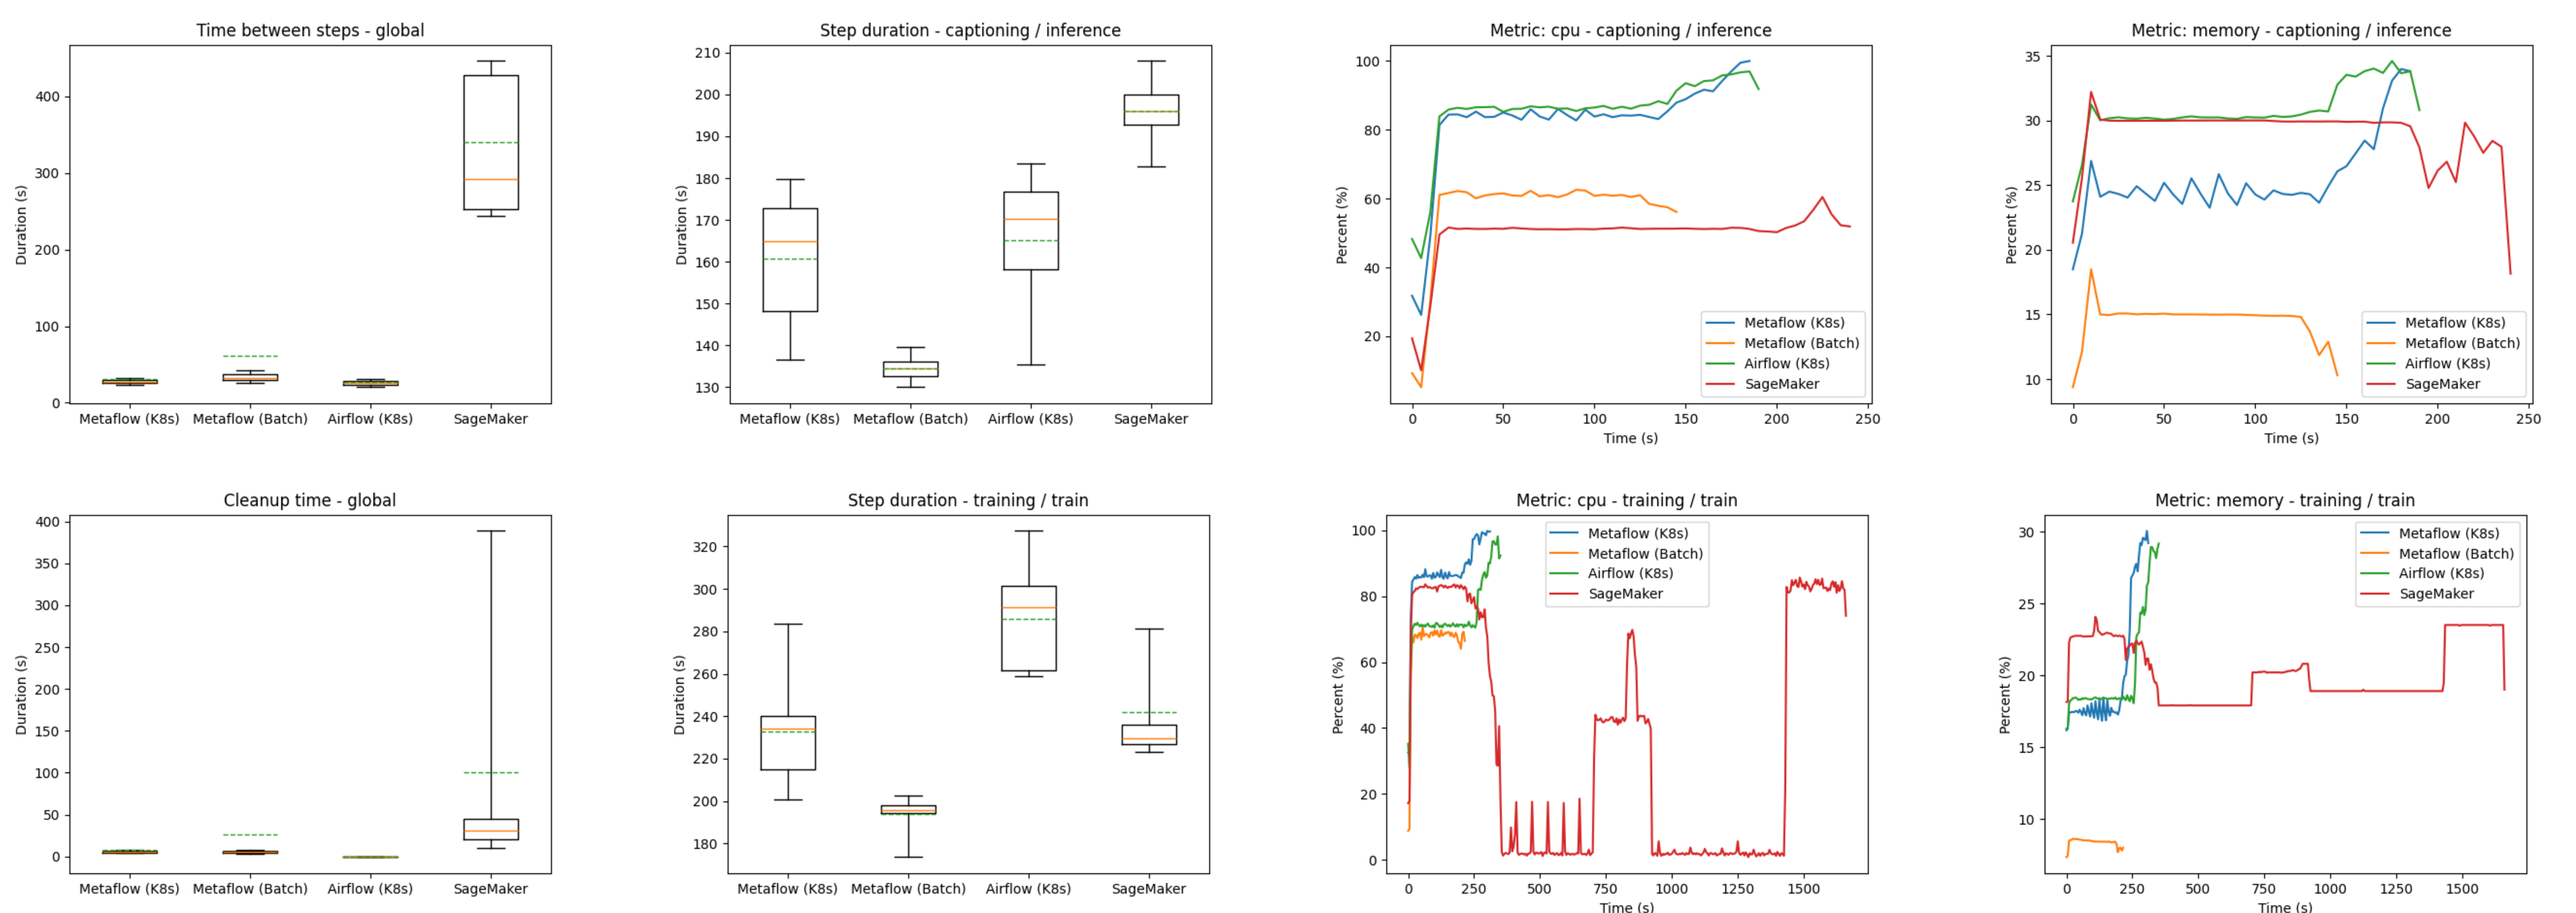 Time between steps - global
Duration (s)
400
300
200
100
0
Metaflow (K8s) Metaflow (Batch) Airflow (K8s) SageMaker
Step duration - captioning / inference
Duration (s)
210
200
190
180
170
160
150
140
130
Metaflow (K8s) Metaflow (Batch) Airflow (K8s) SageMaker
Metric: cpu - captioning / inference
Percent (%)
100
80
60
40
20
Metaflow (K8s)
Metaflow (Batch)
Airflow (K8s)
SageMaker
0 50 100 150 200 250
Time (s)
Metric: memory - captioning / inference
Percent (%)
35
30
25
20
15
10
Metaflow (K8s)
Metaflow (Batch)
Airflow (K8s)
SageMaker
0 50 100 150 200 250
Time (s)
Cleanup time - global
Duration (s)
400
350
300
250
200
150
100
50
0
Metaflow (K8s) Metaflow (Batch) Airflow (K8s) SageMaker
Step duration - training / train
Duration (s)
320
300
280
260
240
220
200
180
Metaflow (K8s) Metaflow (Batch) Airflow (K8s) SageMaker
Metric: cpu - training / train
Percent (%)
100
80
60
40
20
0
Metaflow (K8s)
Metaflow (Batch)
Airflow (K8s)
SageMaker
0 250 500 750 1000 1250 1500
Time (s)
Metric: memory - training / train
Percent (%)
30
25
20
15
10
Metaflow (K8s)
Metaflow (Batch)
Airflow (K8s)
SageMaker
0 250 500 750 1000 1250 1500
Time (s)